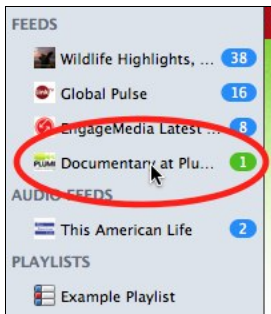 FEEDS
Wildlife Highlights, ... 38
Global Pulse 16
EngageMedia Latest ... 8
PLUMI Documentary at Plu... 1
AUDIO FEEDS
This American Life 2
PLAYLISTS
Example Playlist